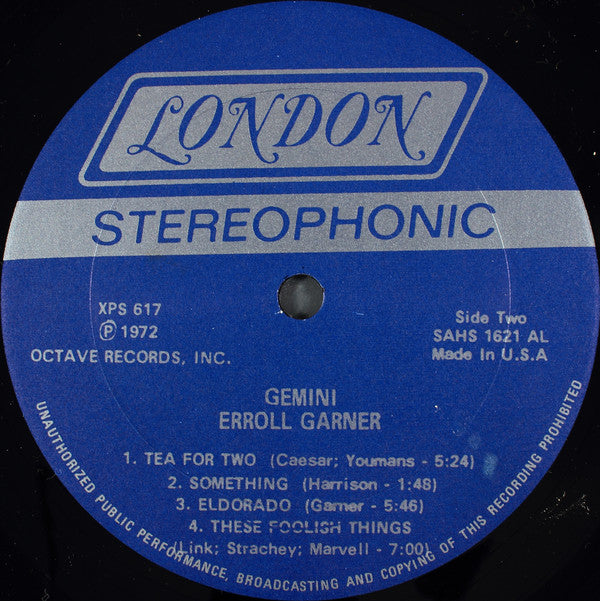 LONDON
STEREOPHONIC
XPS 617
Ⓟ 1972
OCTAVE RECORDS, INC.
Side Two
SAHS 1621 AL
Made In U.S.A
GEMINI
ERROLL GARNER
1. TEA FOR TWO (Caesar; Youmans - 5:24)
2. SOMETHING (Harrison - 1:48)
3. ELDORADO (Garner - 5:46)
4. THESE FOOLISH THINGS
(Link; Strachey; Marvell - 7:00)
UNAUTHORIZED PUBLIC PERFORMANCE, BROADCASTING AND COPYING OF THIS RECORDING PROHIBITED